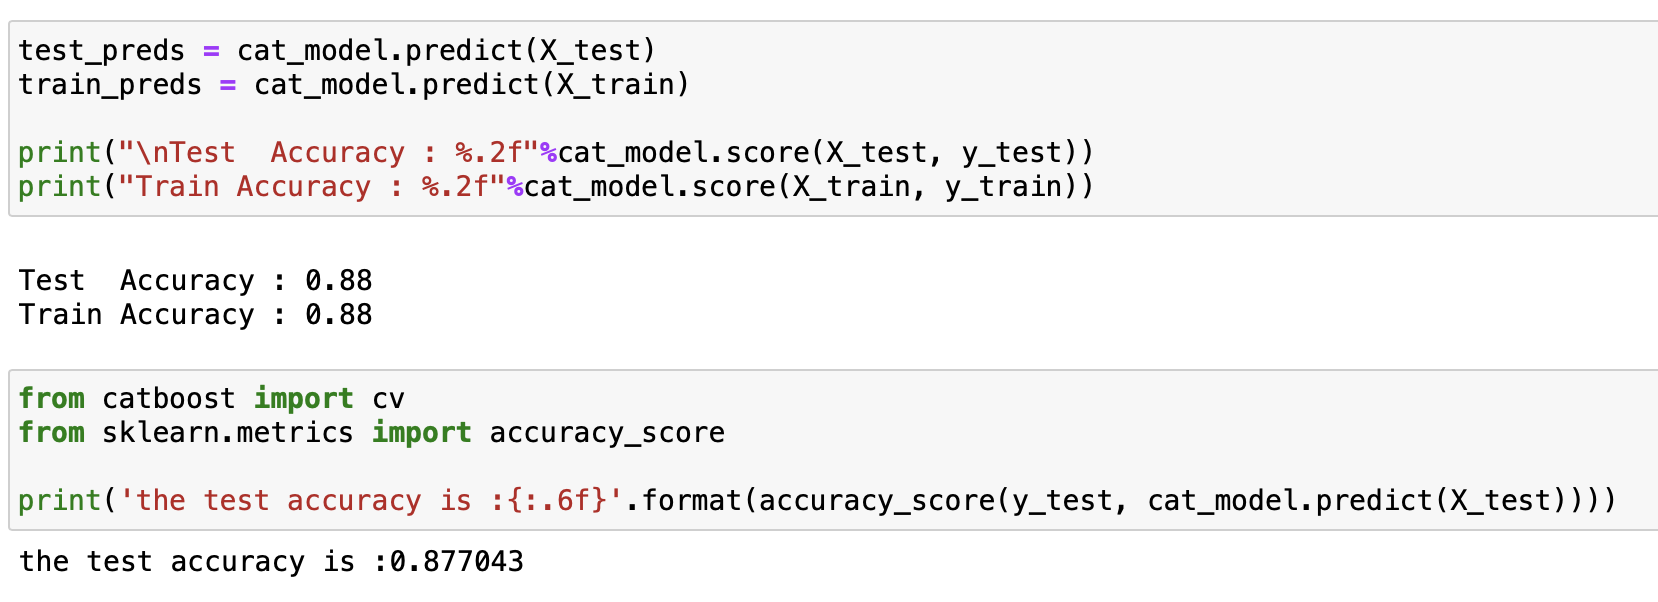 test_preds = cat_model.predict(X_test)
train_preds = cat_model.predict(X_train)
print("\nTest  Accuracy : %.2f"%cat_model.score(X_test, y_test))
print("Train Accuracy : %.2f"%cat_model.score(X_train, y_train))
Test  Accuracy : 0.88
Train Accuracy : 0.88
from catboost import cv
from sklearn.metrics import accuracy_score
print('the test accuracy is :{:.6f}'.format(accuracy_score(y_test, cat_model.predict(X_test))))
the test accuracy is :0.877043